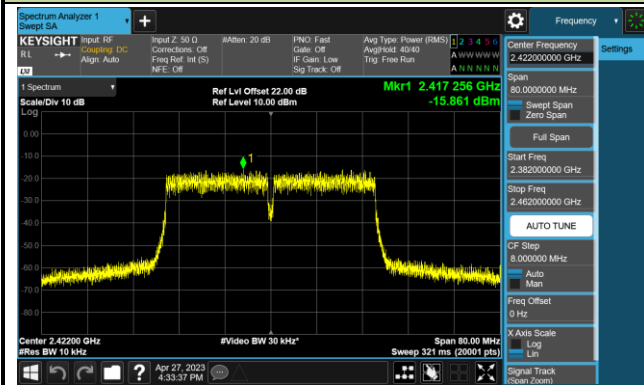 Spectrum Analyzer 1
Swept SA
Frequency
KEYSIGHT
R L
LXI
Input: RF
Coupling: DC
Align: Auto
Input Z: 50 Ω
Corrections: Off
Freq Ref: Int (S)
NFE: Off
#Atten: 20 dB
PNO: Fast
Gate: Off
IF Gain: Low
Sig Track: Off
Avg Type: Power (RMS)
Avg|Hold: 40/40
Trig: Free Run
1 2 3 4 5 6
A W W W W W
A N N N N N
1 Spectrum
Scale/Div 10 dB
Ref Lvl Offset 22.00 dB
Ref Level 10.00 dBm
Mkr1 2.417 256 GHz
-15.861 dBm
Log
0.00
-10.0
1
-20.0
-30.0
-40.0
-50.0
-60.0
-70.0
-80.0
Center 2.42200 GHz
#Res BW 10 kHz
#Video BW 30 kHz*
Span 80.00 MHz
Sweep 321 ms (20001 pts)
Center Frequency
2.422000000 GHz
Settings
Span
80.0000000 MHz
Swept Span
Zero Span
Full Span
Start Freq
2.382000000 GHz
Stop Freq
2.462000000 GHz
AUTO TUNE
CF Step
8.000000 MHz
Auto
Man
Freq Offset
0 Hz
X Axis Scale
Log
Lin
Signal Track
(Span Zoom)
Apr 27, 2023
4:33:37 PM